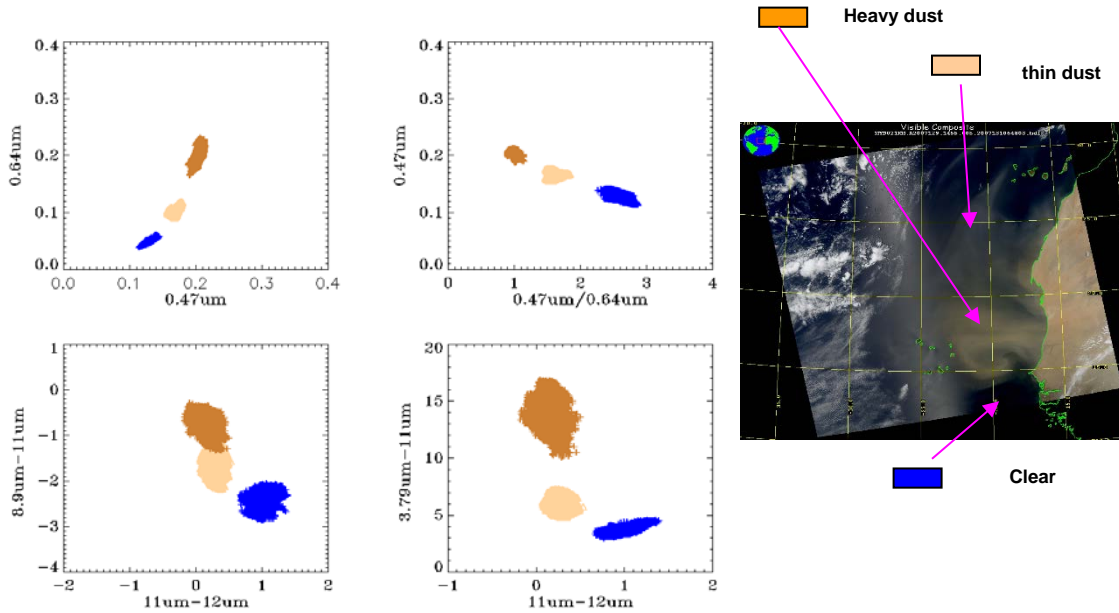 Heavy dust
thin dust
Clear
Visible Composite
0.4
0.3
0.2
0.1
0.0
0.64um
0.0 0.1 0.2 0.3 0.4
0.47um
0.4
0.3
0.2
0.1
0.0
0.47um
0 1 2 3 4
0.47um/0.64um
1
0
−1
−2
−3
−4
8.9um−11um
−2 −1 0 1 2
11um−12um
20
15
10
5
0
3.79um−11um
−1 0 1 2
11um−12um